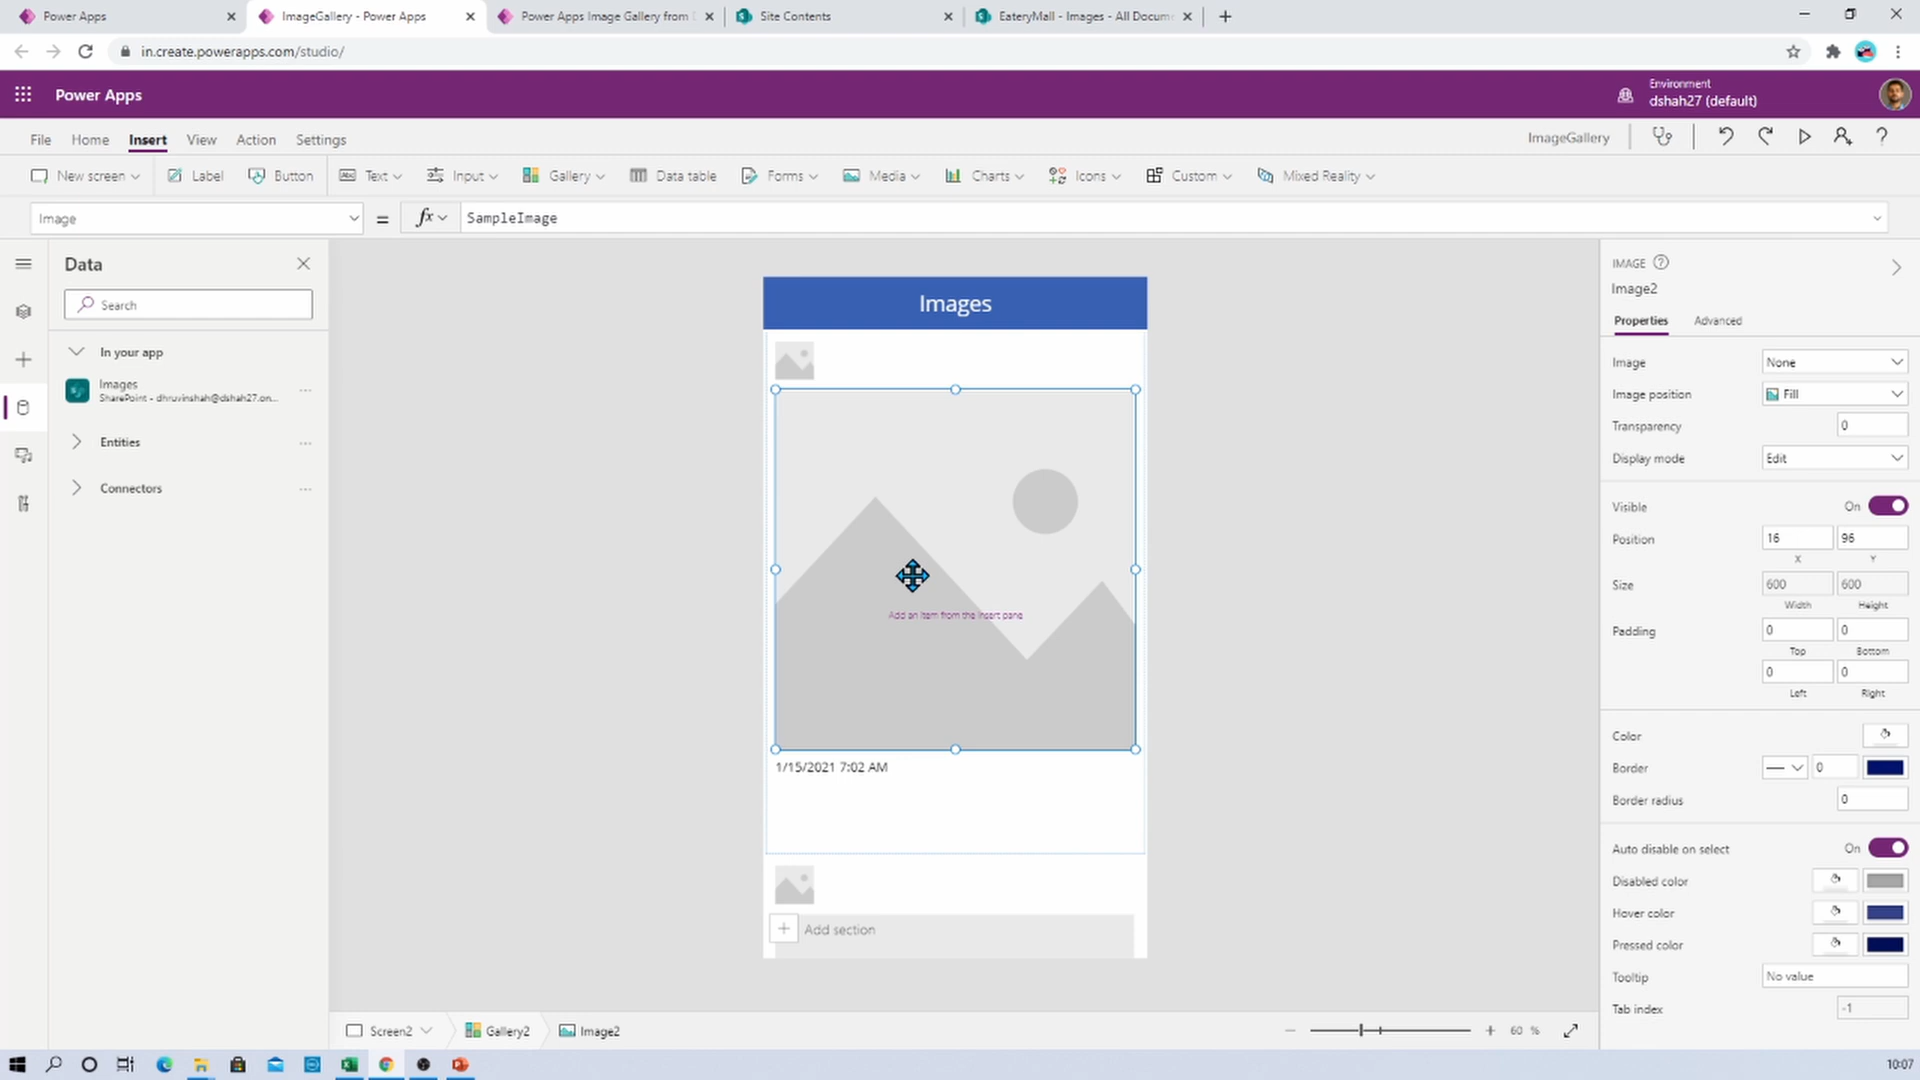 Power Apps
ImageGallery - Power Apps
Power Apps Image Gallery from
Site Contents
EateryMall - Images - All Docum
in.create.powerapps.com/studio/
Power Apps
Environment
dshah27 (default)
File
Home
Insert
View
Action
Settings
ImageGallery
New screen
Label
Button
Text
Input
Gallery
Data table
Forms
Media
Charts
Icons
Custom
Mixed Reality
Image
=
fx
SampleImage
Data
Search
In your app
Images
SharePoint - dhruvinshah@dshah27.on...
Entities
Connectors
Images
Add an item from the insert pane
1/15/2021 7:02 AM
Add section
IMAGE
Image2
Properties
Advanced
Image
None
Image position
Fill
Transparency
0
Display mode
Edit
Visible
On
Position
16
96
X
Y
Size
600
600
Width
Height
Padding
0
0
Top
Bottom
0
0
Left
Right
Color
Border
0
Border radius
0
Auto disable on select
On
Disabled color
Hover color
Pressed color
Tooltip
No value
Tab index
-1
Screen2
Gallery2
Image2
60 %
10:07